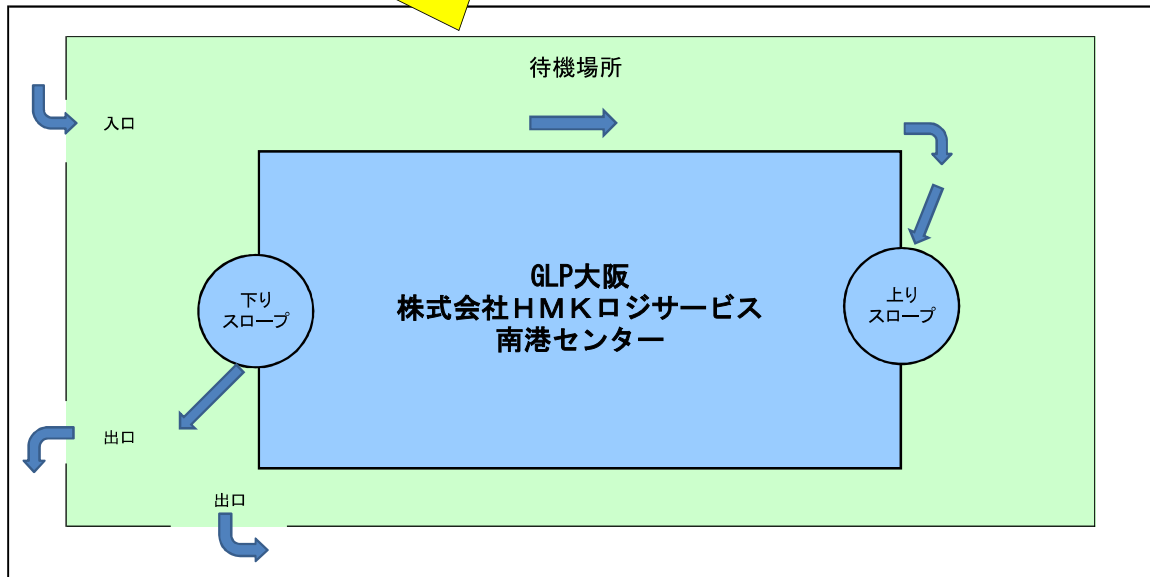 待機場所
入口
GLP大阪
株式会社ＨＭＫロジサービス
南港センター
上り
スロープ
下り
スロープ
出口
出口